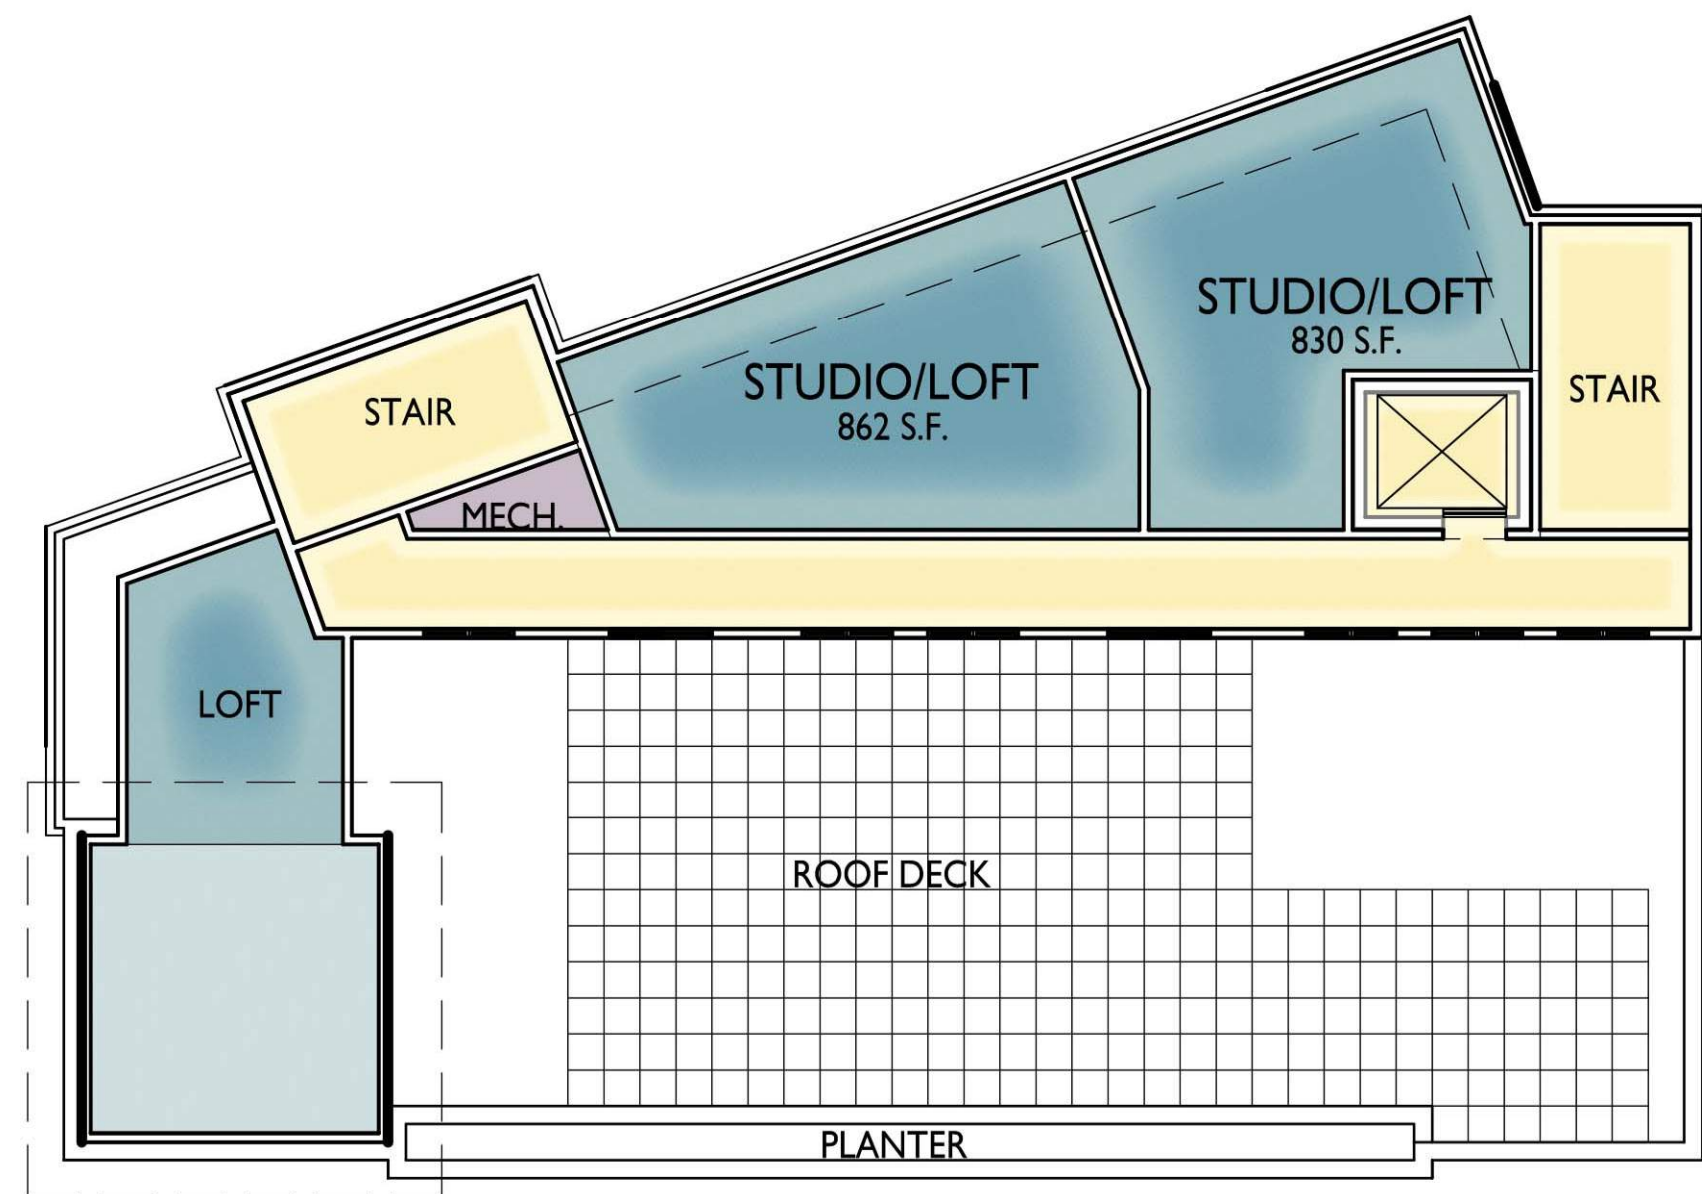 STUDIO/LOFT
830 S.F.
STUDIO/LOFT
862 S.F.
STAIR
STAIR
MECH.
LOFT
ROOF DECK
PLANTER